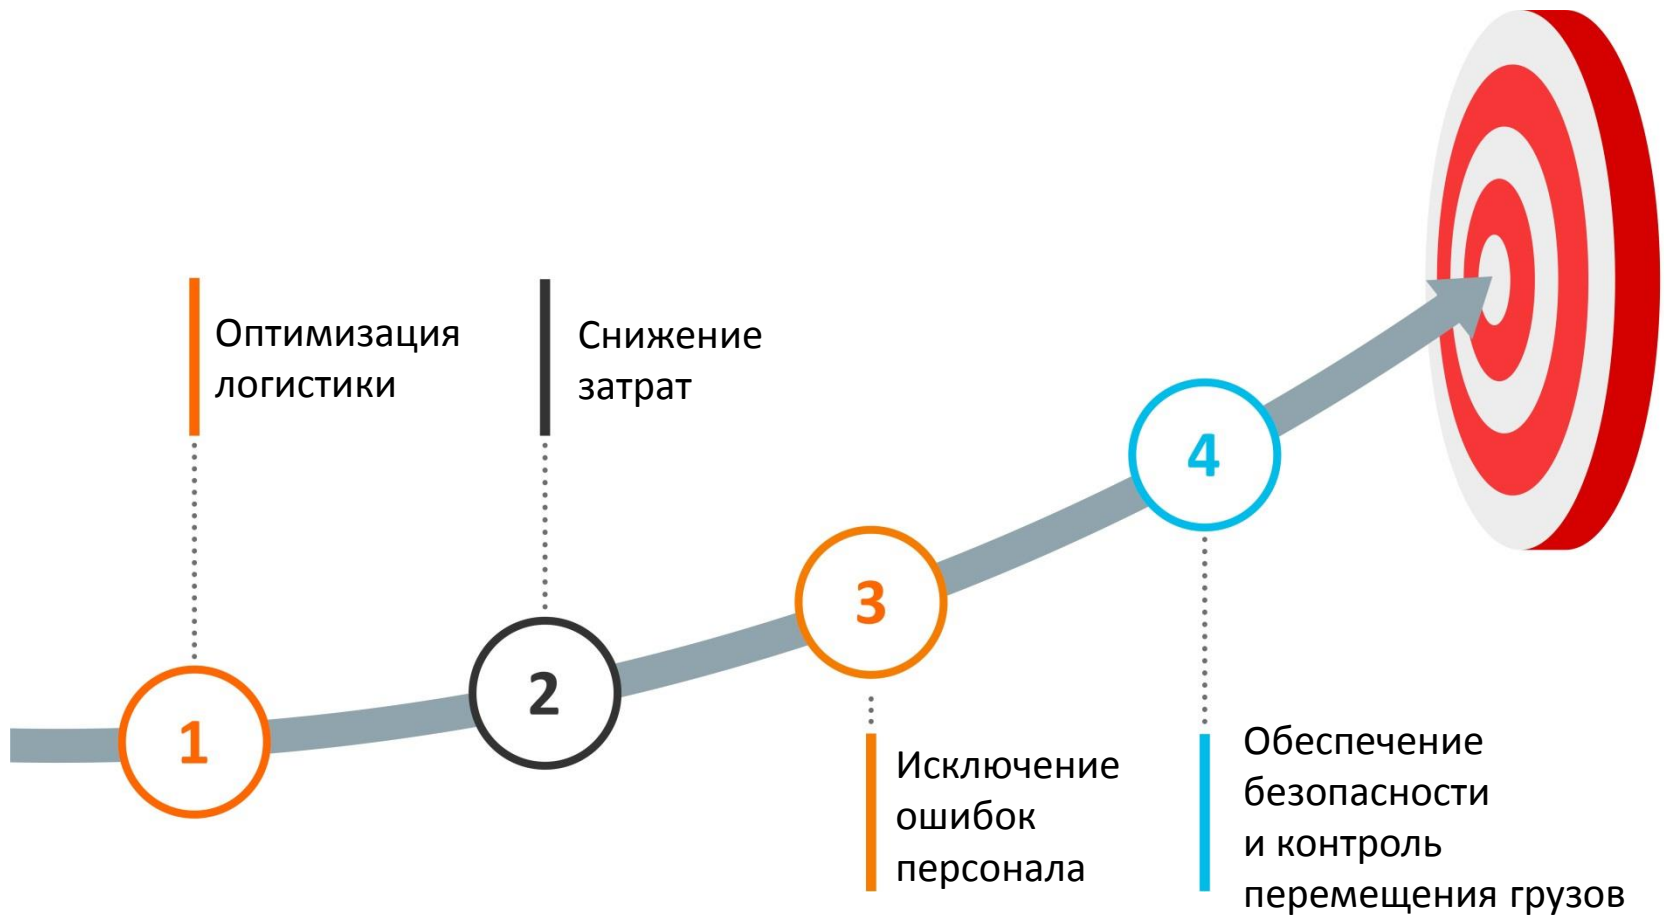 Оптимизация
логистики
Снижение
затрат
1
2
3
4
Исключение
ошибок
персонала
Обеспечение
безопасности
и контроль
перемещения грузов